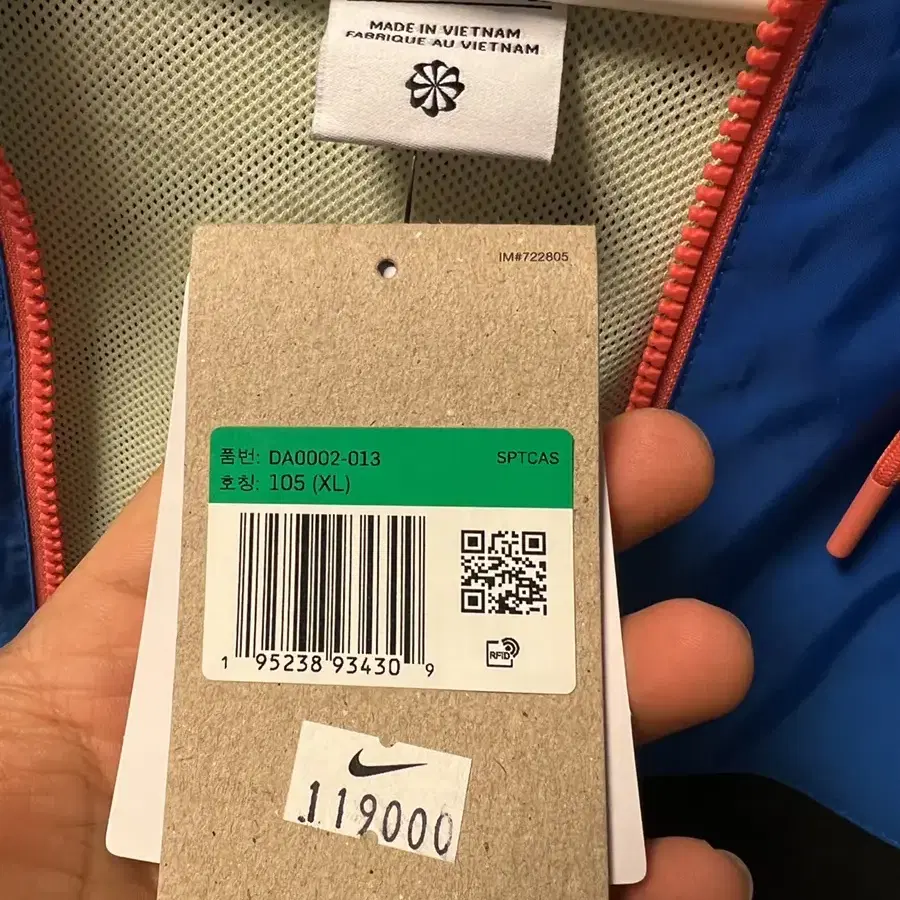 MADE IN VIETNAM
FABRIQUE AU VIETNAM
IM#722805
품번: DA0002-013
SPTCAS
호칭: 105 (XL)
1 95238 93430 9
RFID
119000